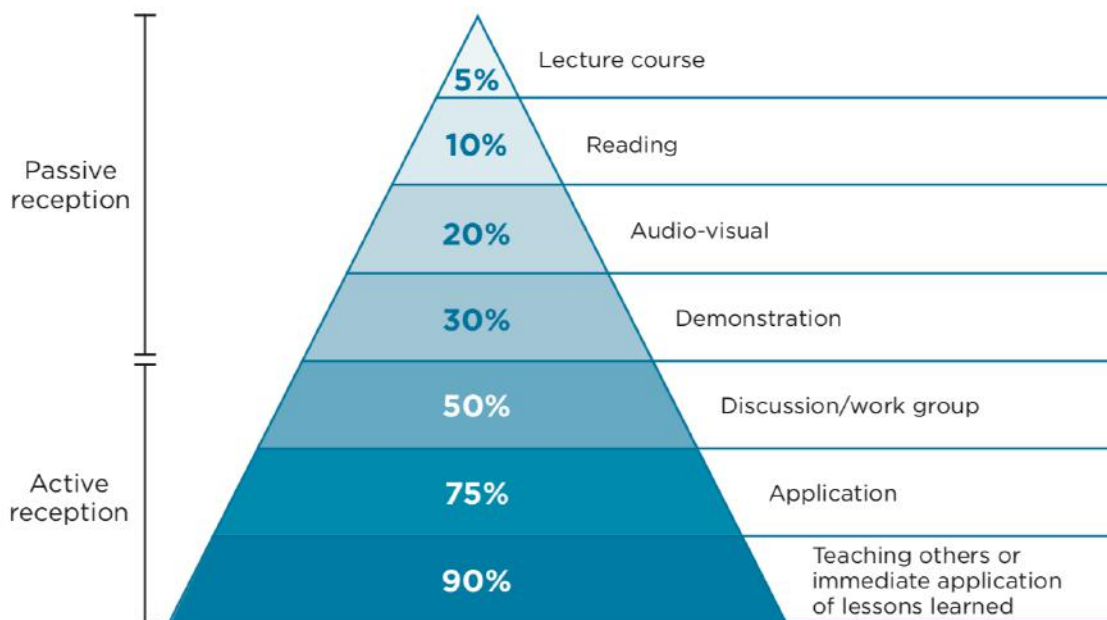 5%
Lecture course
10%
Reading
Passive
reception
20%
Audio-visual
30%
Demonstration
50%
Discussion/work group
Active
reception
75%
Application
90%
Teaching others or
immediate application
of lessons learned